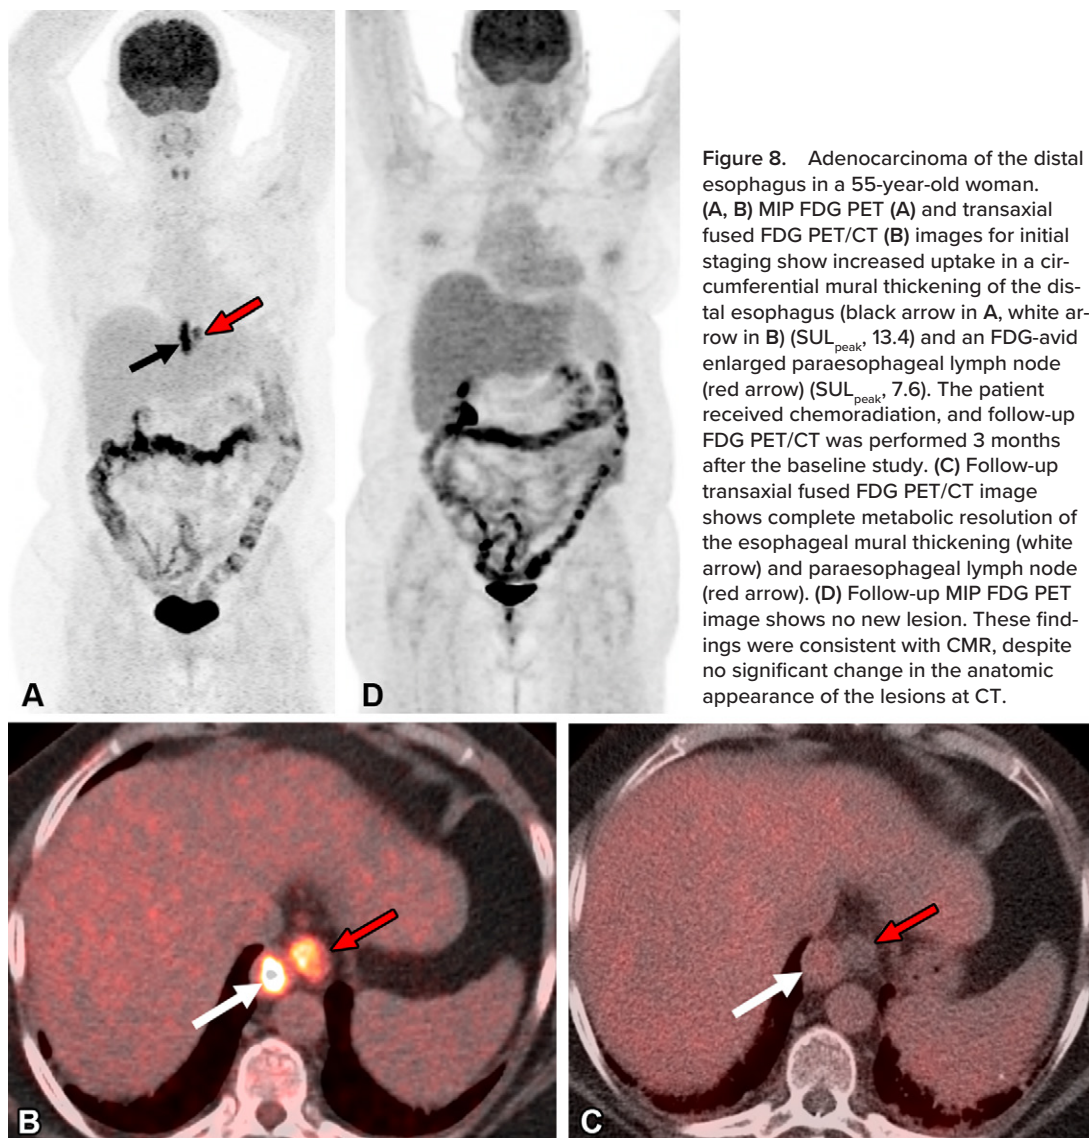 Figure 8. Adenocarcinoma of the distal
esophagus in a 55-year-old woman.
(A, B) MIP FDG PET (A) and transaxial
fused FDG PET/CT (B) images for initial
staging show increased uptake in a cir-
cumferential mural thickening of the dis-
tal esophagus (black arrow in A, white ar-
row in B) (SULpeak, 13.4) and an FDG-avid
enlarged paraesophageal lymph node
(red arrow) (SULpeak, 7.6). The patient
received chemoradiation, and follow-up
FDG PET/CT was performed 3 months
after the baseline study. (C) Follow-up
transaxial fused FDG PET/CT image
shows complete metabolic resolution of
the esophageal mural thickening (white
arrow) and paraesophageal lymph node
(red arrow). (D) Follow-up MIP FDG PET
image shows no new lesion. These find-
ings were consistent with CMR, despite
no significant change in the anatomic
appearance of the lesions at CT.
A
D
B
C